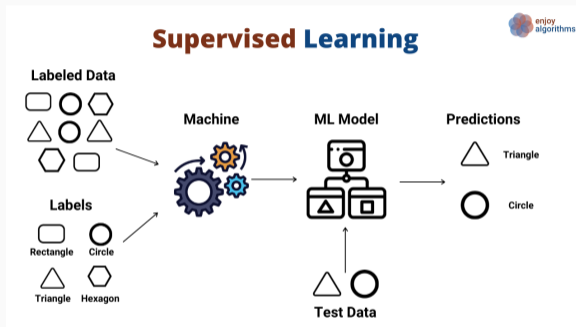 enjoy
algorithms
Supervised Learning
Labeled Data
Machine
ML Model
Predictions
Triangle
Circle
Labels
Rectangle Circle
Triangle Hexagon
Test Data